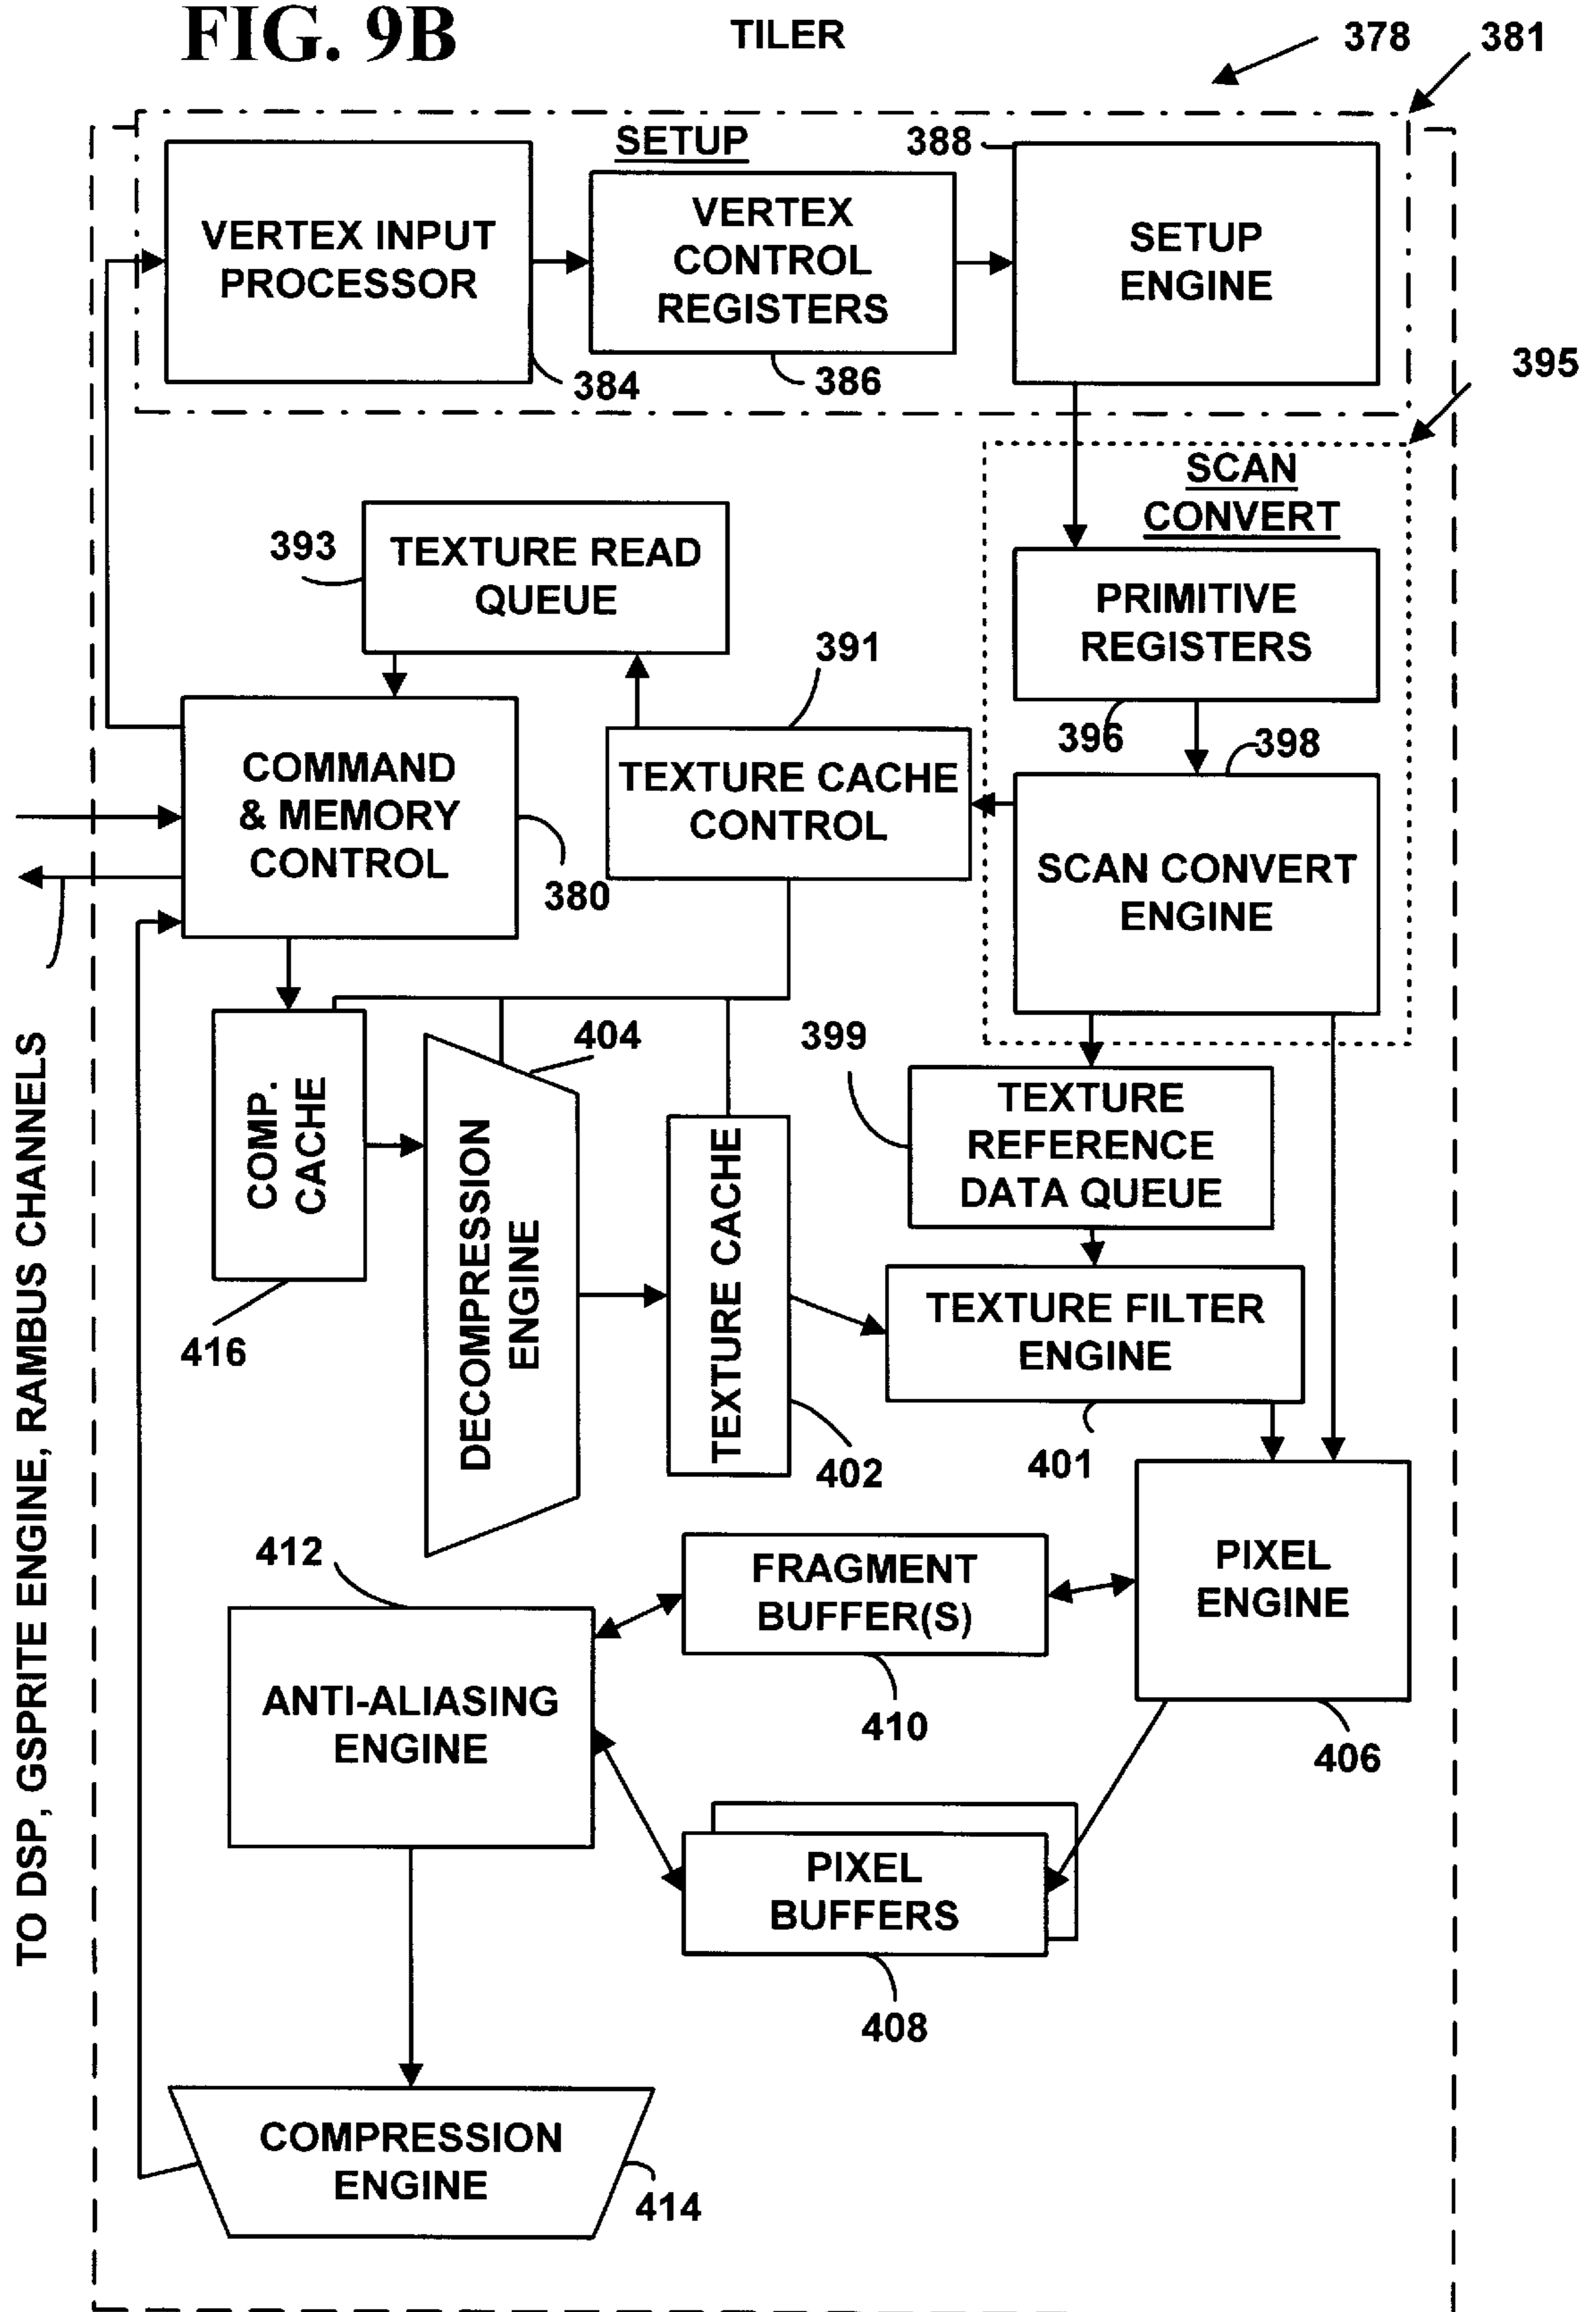 FIG. 9B
TILER
378
381
SETUP
388
VERTEX INPUT
PROCESSOR
VERTEX
CONTROL
REGISTERS
SETUP
ENGINE
384
386
395
SCAN
CONVERT
393
TEXTURE READ
QUEUE
PRIMITIVE
REGISTERS
391
396
398
COMMAND
& MEMORY
CONTROL
TEXTURE CACHE
CONTROL
380
SCAN CONVERT
ENGINE
TO DSP, GSPRITE ENGINE, RAMBUS CHANNELS
COMP.
CACHE
404
399
DECOMPRESSION
ENGINE
TEXTURE CACHE
TEXTURE
REFERENCE
DATA QUEUE
416
TEXTURE FILTER
ENGINE
402
401
412
FRAGMENT
BUFFER(S)
PIXEL
ENGINE
ANTI-ALIASING
ENGINE
410
406
PIXEL
BUFFERS
408
COMPRESSION
ENGINE
414